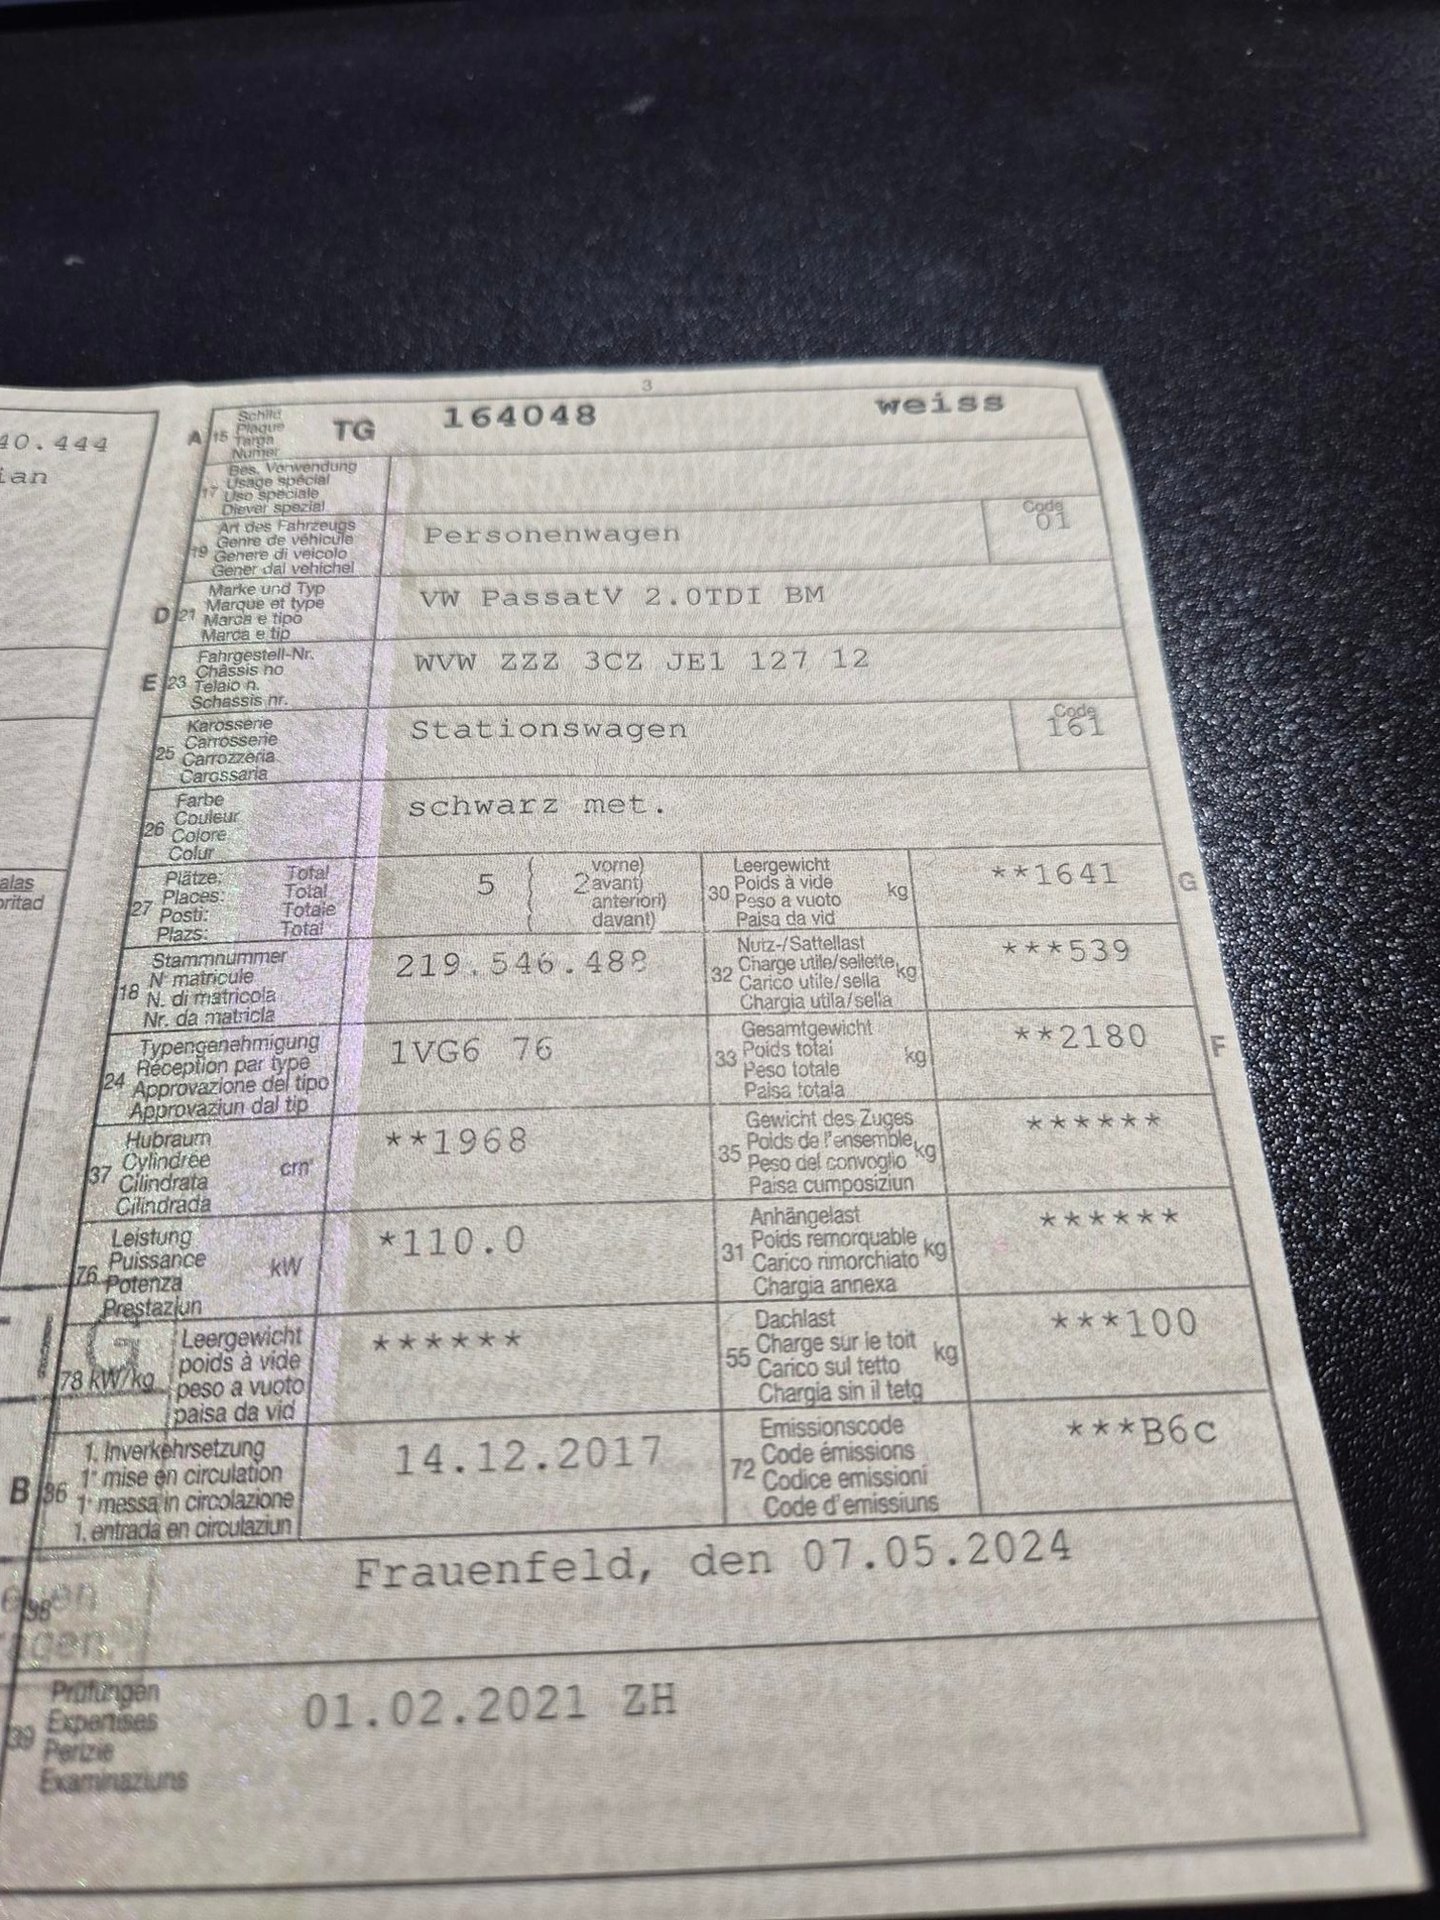 40.444
ian
alas
oritad
3
A 15 Schild Plaque Targa Numer TG 164048 weiss
17 Bes. Verwendung
Usage spécial
Uso speciale
Diever spezial
19 Art des Fahrzeugs
Genre de véhicule
Genere di veicolo
Gener dal vehichel
Personenwagen
Code
01
D 21 Marke und Typ
Marque et type
Marca e tipo
Marca e tip
VW PassatV 2.0TDI BM
E 23 Fahrgestell-Nr.
Châssis no
Telaio n.
Schassis nr.
WVW ZZZ 3CZ JE1 127 12
25 Karosserie
Carrosserie
Carrozzeria
Carossaria
Stationswagen
Code
161
26 Farbe
Couleur
Colore
Colur
schwarz met.
27 Plätze: Total
Places: Total
Posti: Totale
Plazs: Total
5 ( 2 vorne)
avant)
anteriori)
davant)
30 Leergewicht
Poids à vide kg
Peso a vuoto
Paisa da vid
**1641
G
18 Stammnummer
N° matricule
N. di matricola
Nr. da matricla
219.546.488
32 Nutz-/Sattellast
Charge utile/sellette kg
Carico utile/sella
Chargia utila/sella
***539
24 Typengenehmigung
Réception par type
Approvazione del tipo
Approvaziun dal tip
1VG6 76
33 Gesamtgewicht
Poids total kg
Peso totale
Paisa totala
**2180
F
37 Hubraum
Cylindrée
Cilindrata cm³
Cilindrada
**1968
35 Gewicht des Zuges
Poids de l'ensemble kg
Peso del convoglio
Paisa cumposiziun
******
76 Leistung
Puissance kW
Potenza
Prestaziun
*110.0
31 Anhängelast
Poids remorquable kg
Carico rimorchiato
Chargia annexa
******
78 kW/kg Leergewicht
poids à vide
peso a vuoto
paisa da vid
******
55 Dachlast
Charge sur le toit kg
Carico sul tetto
Chargia sin il tetg
***100
B 36 1. Inverkehrsetzung
1e mise en circulation
1a messa in circolazione
1. entrada en circulaziun
14.12.2017
72 Emissionscode
Code émissions
Codice emissioni
Code d'emissiuns
***B6c
38
Frauenfeld, den 07.05.2024
39 Prüfungen
Expertises
Perizie
Examinaziuns
01.02.2021 ZH